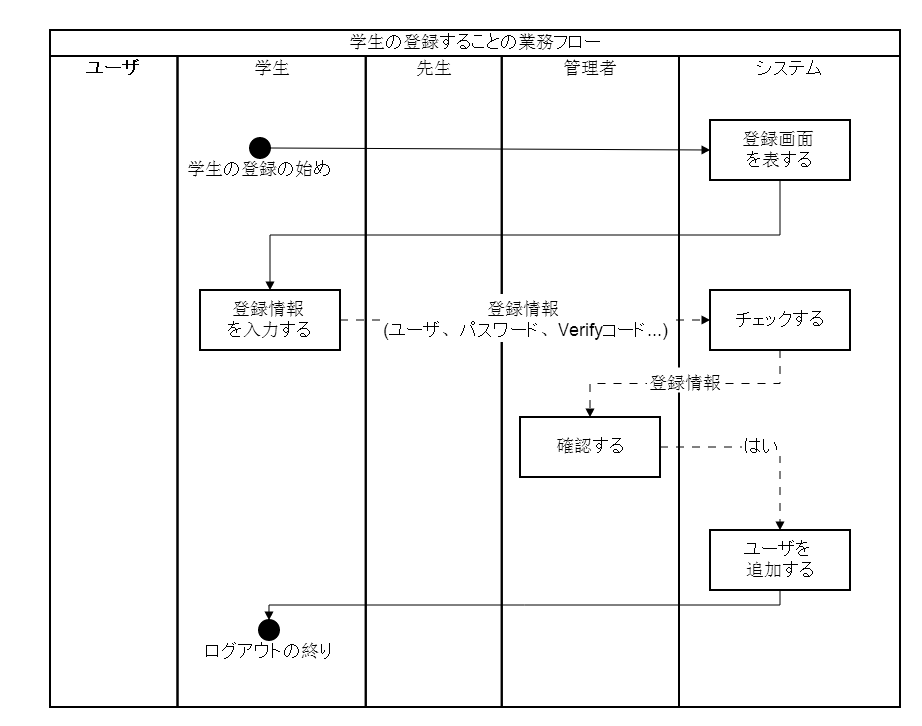 学生の登録することの業務フロー
ユーザ
学生
先生
管理者
システム
登録画面
を表する
学生の登録の始め
登録情報
を入力する
登録情報
(ユーザ、パスワード、Verifyコード...)
チェックする
登録情報
確認する
はい
ユーザを
追加する
ログアウトの終り